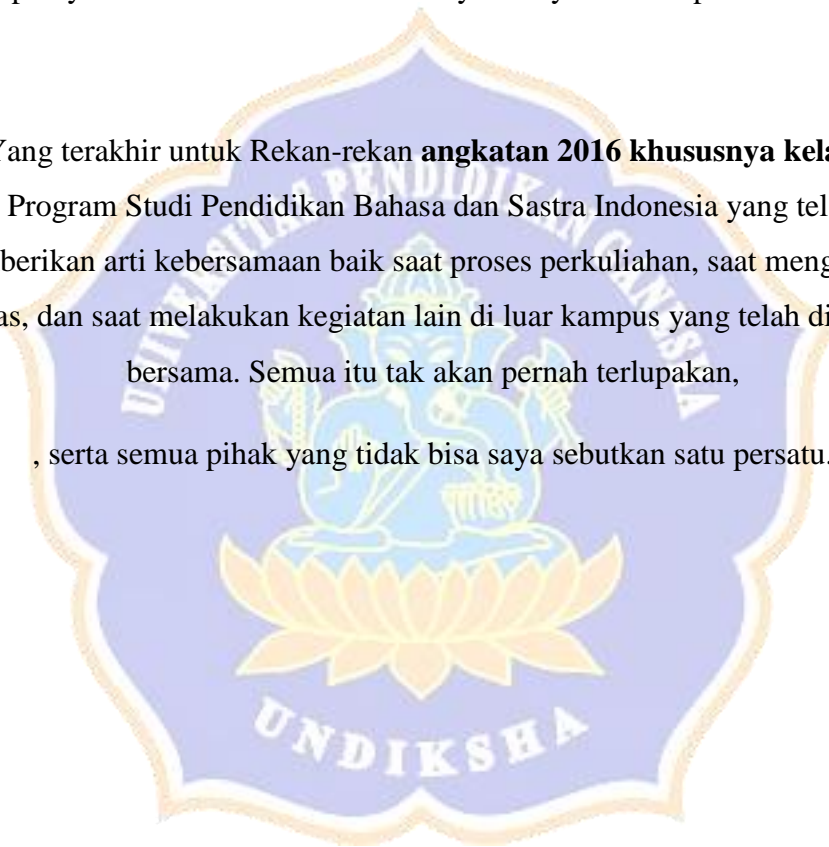 Yang terakhir untuk Rekan-rekan angkatan 2016 khususnya kela
Program Studi Pendidikan Bahasa dan Sastra Indonesia yang tel
berikan arti kebersamaan baik saat proses perkuliahan, saat meng
as, dan saat melakukan kegiatan lain di luar kampus yang telah di
bersama. Semua itu tak akan pernah terlupakan,
, serta semua pihak yang tidak bisa saya sebutkan satu persatu.
UNIVERSITAS PENDIDIKAN GANESHA
UNDIKSHA